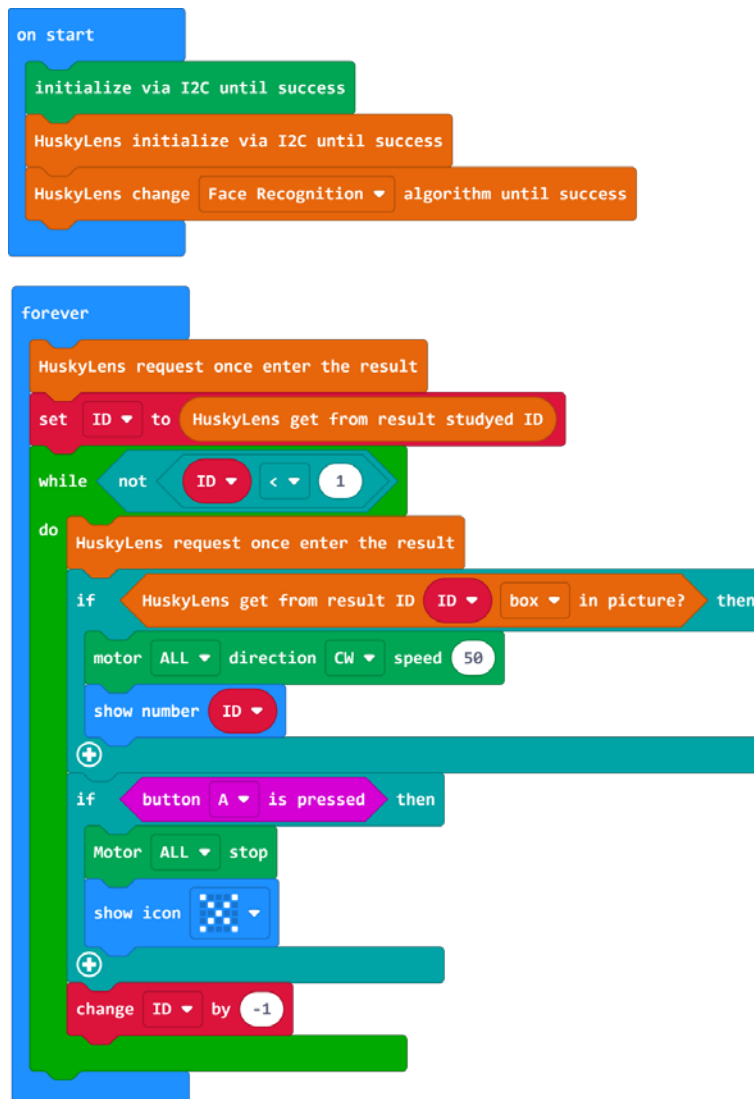 on start
initialize via I2C until success
HuskyLens initialize via I2C until success
HuskyLens change Face Recognition algorithm until success
forever
HuskyLens request once enter the result
set ID to HuskyLens get from result studyed ID
while not ID < 1
do
HuskyLens request once enter the result
if HuskyLens get from result ID ID box in picture? then
motor ALL direction CW speed 50
show number ID
if button A is pressed then
Motor ALL stop
show icon
change ID by -1